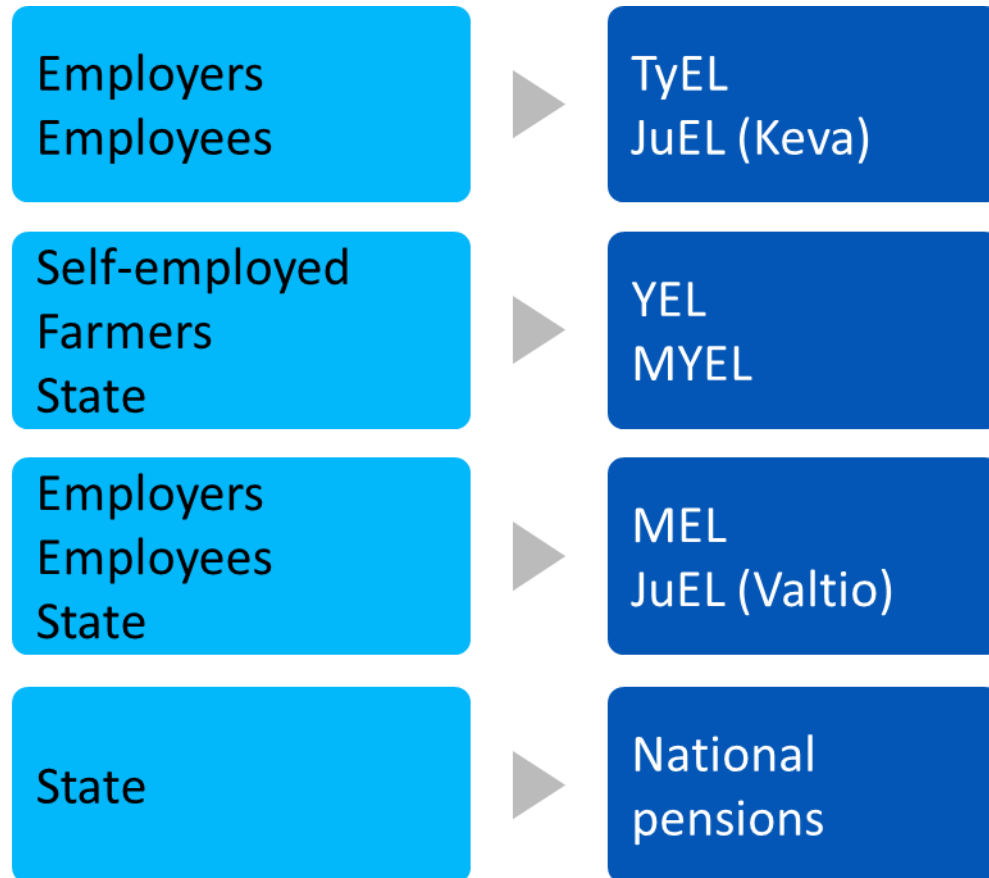 Employers
Employees
TyEL
JuEL (Keva)
Self-employed
Farmers
State
YEL
MYEL
Employers
Employees
State
MEL
JuEL (Valtio)
State
National
pensions